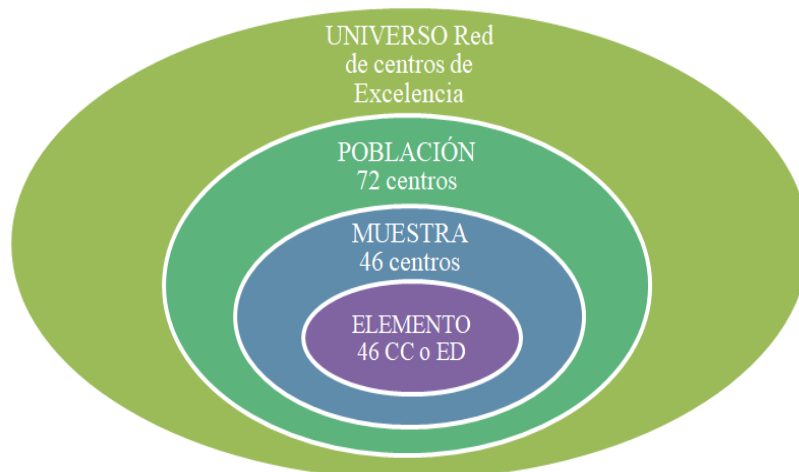 UNIVERSO Red
de centros de
Excelencia
POBLACIÓN
72 centros
MUESTRA
46 centros
ELEMENTO
46 CC o ED